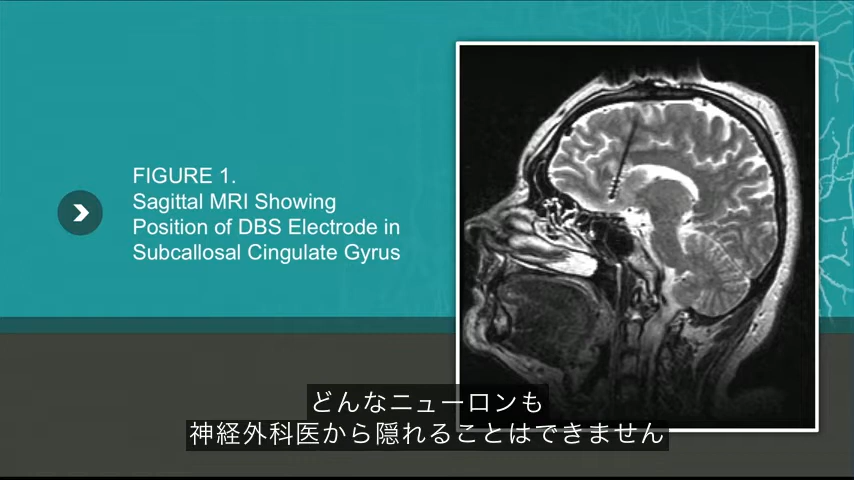 FIGURE 1.
Sagittal MRI Showing
Position of DBS Electrode in
Subcallosal Cingulate Gyrus
どんなニューロンも
神経外科医から隠れることはできません